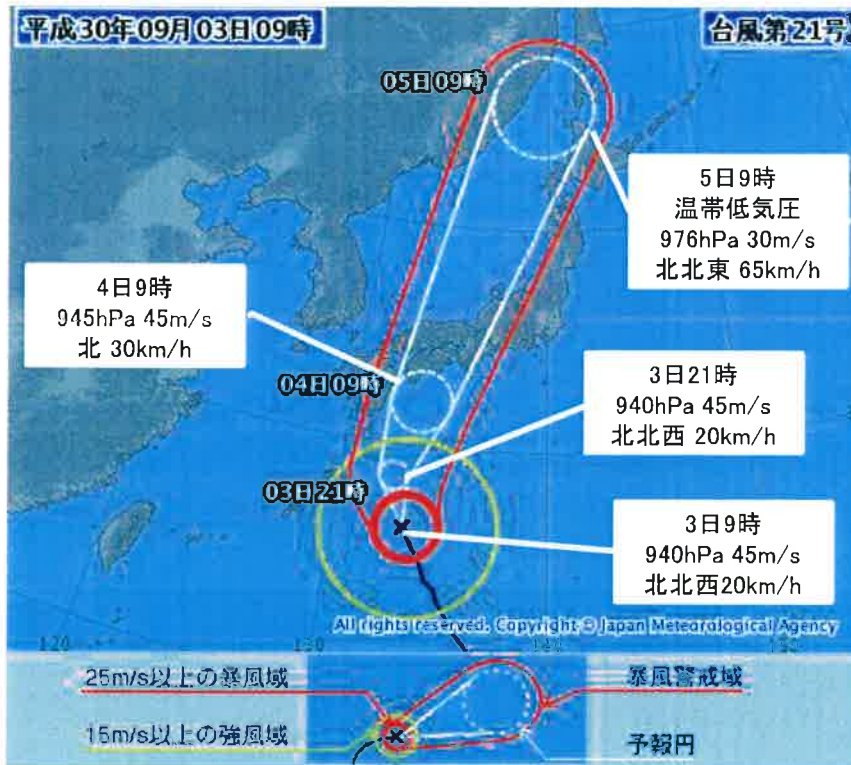 平成30年09月03日09時
台風第21号
05日09時
5日9時
温帯低気圧
976hPa 30m/s
北北東 65km/h
4日9時
945hPa 45m/s
北 30km/h
04日09時
3日21時
940hPa 45m/s
北北西 20km/h
03日21時
3日9時
940hPa 45m/s
北北西20km/h
All rights reserved. Copyright © Japan Meteorological Agency
120
130
140
150
25m/s以上の暴風域
暴風警戒域
15m/s以上の強風域
予報円